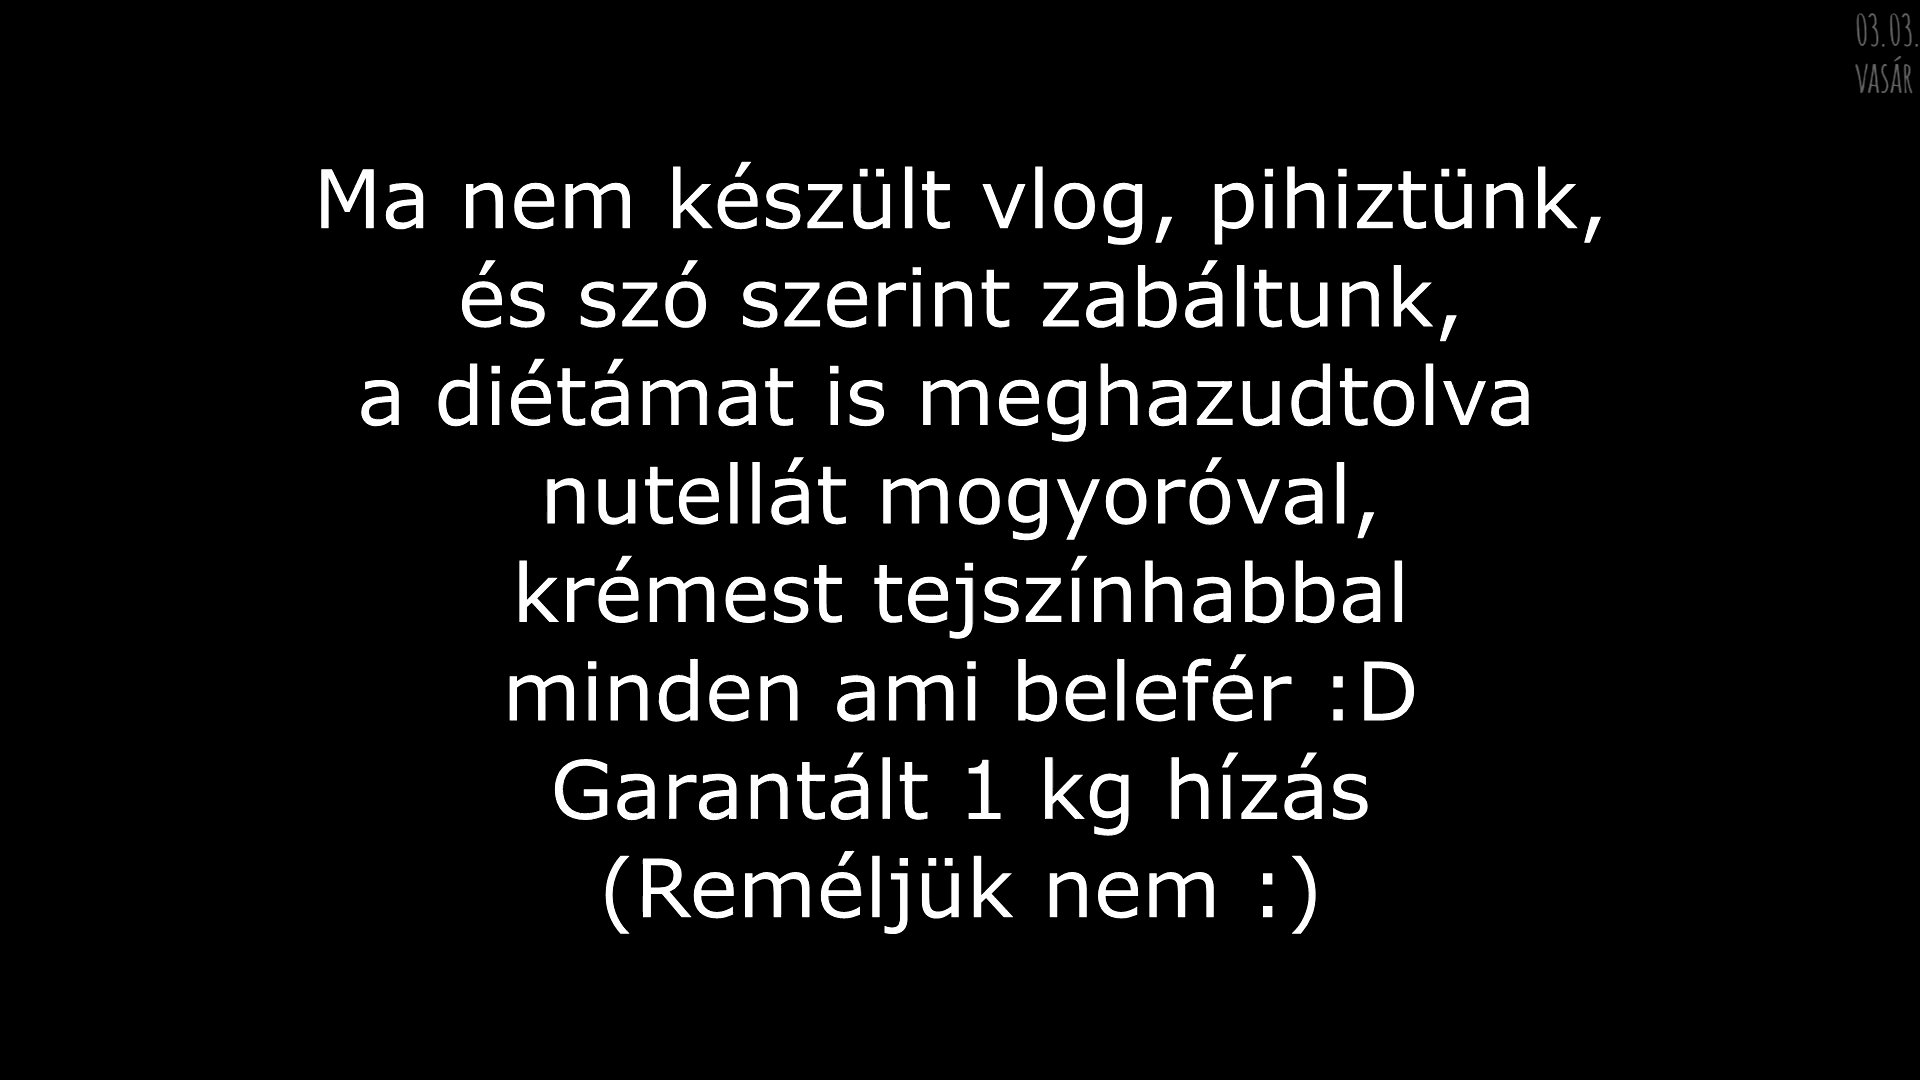 03.03.
VASÁR
Ma nem készült vlog, pihiztünk,
és szó szerint zabáltunk,
a diétámat is meghazudtolva
nutellát mogyoróval,
krémest tejszínhabbal
minden ami belefér :D
Garantált 1 kg hízás
(Reméljük nem :)